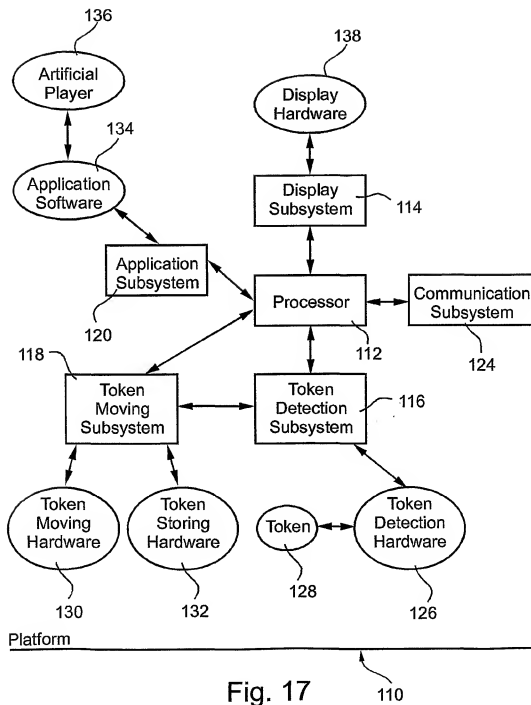 136
138
Artificial
Player
Display
Hardware
134
Application
Software
Display
Subsystem
114
Application
Subsystem
Processor
Communication
Subsystem
120
112
124
118
Token
Moving
Subsystem
Token
Detection
Subsystem
116
Token
Moving
Hardware
Token
Storing
Hardware
Token
Token
Detection
Hardware
130
132
128
126
Platform
110
Fig. 17